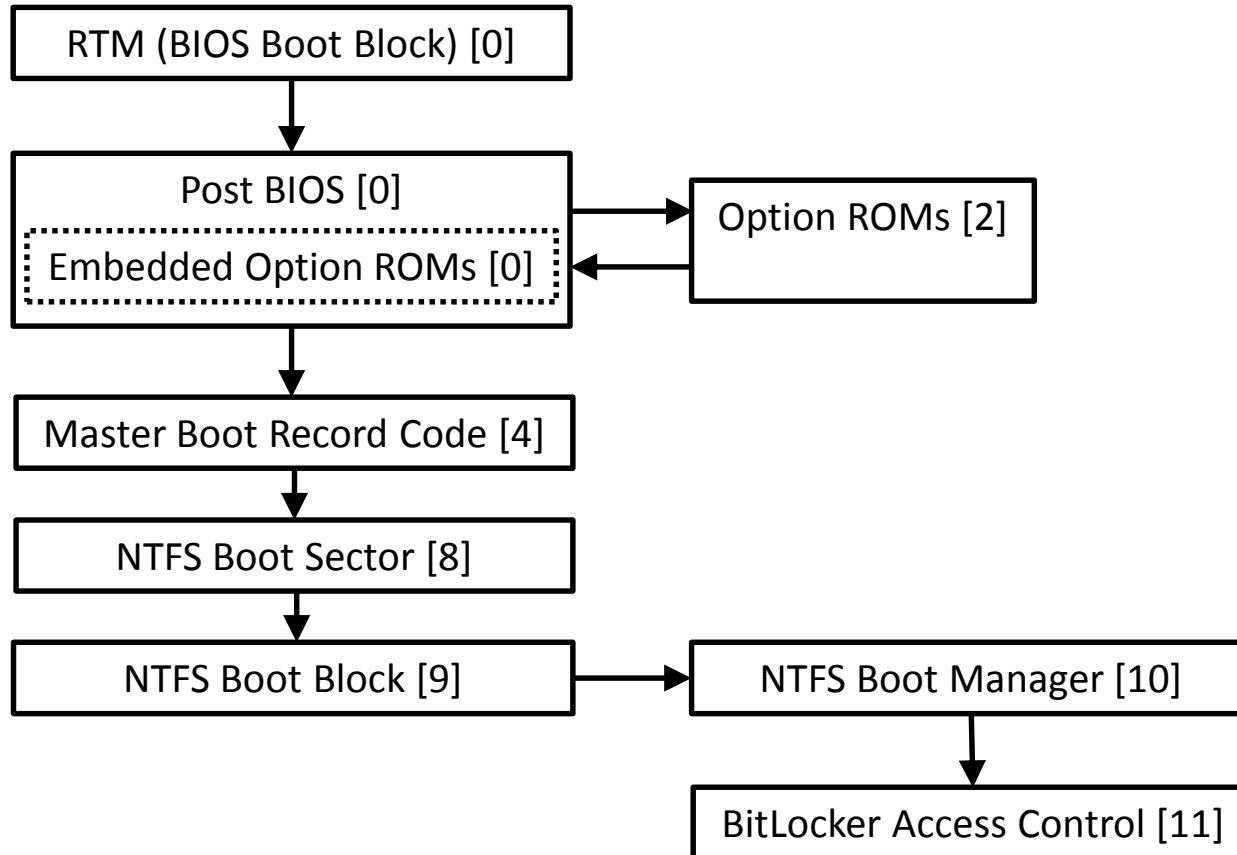 RTM (BIOS Boot Block) [0]
Post BIOS [0]
Embedded Option ROMs [0]
Option ROMs [2]
Master Boot Record Code [4]
NTFS Boot Sector [8]
NTFS Boot Block [9]
NTFS Boot Manager [10]
BitLocker Access Control [11]